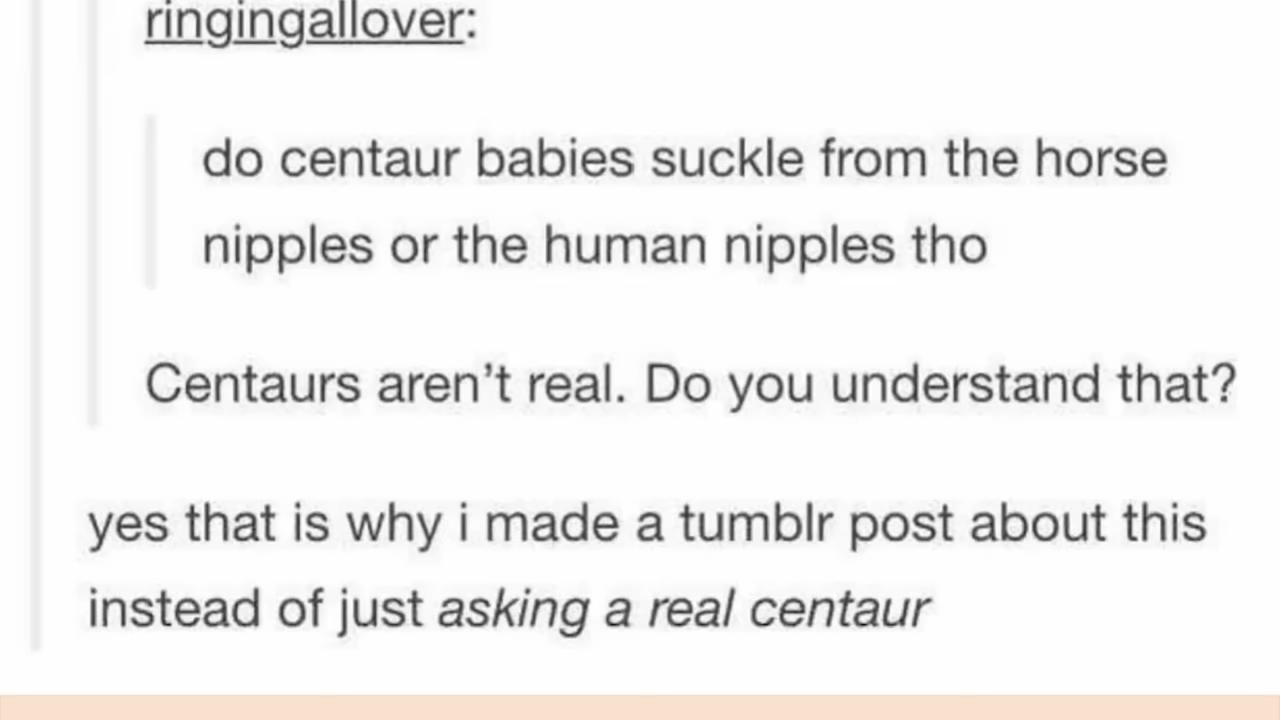 ringingallover:
do centaur babies suckle from the horse
nipples or the human nipples tho
Centaurs aren’t real. Do you understand that?
yes that is why i made a tumblr post about this
instead of just asking a real centaur